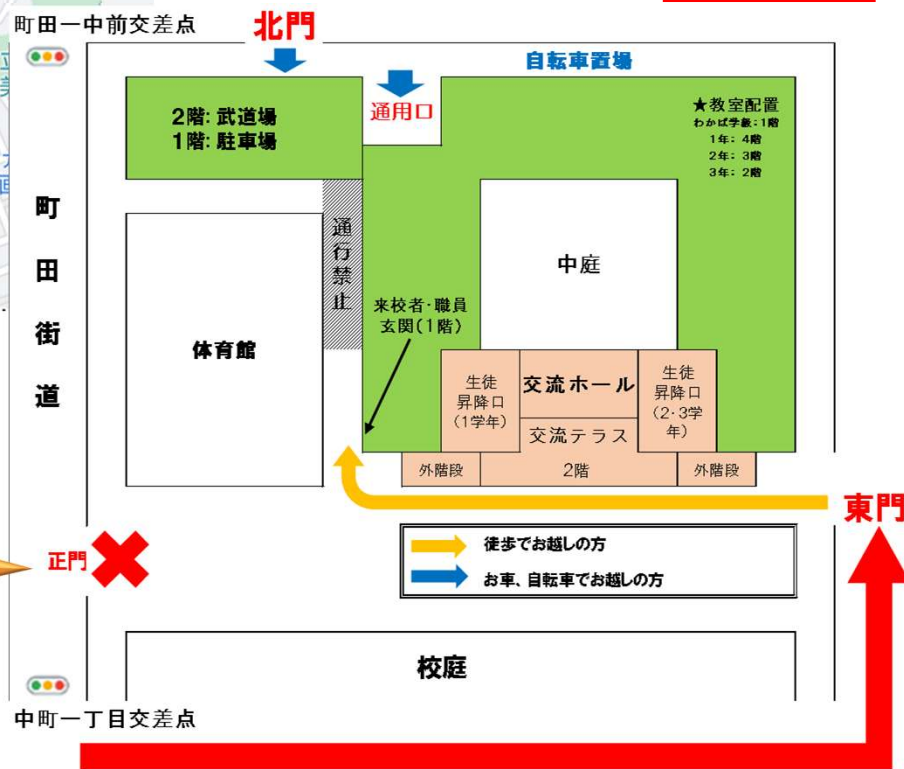 町田一中前交差点
北門
自転車置場
通用口
2階: 武道場
1階: 駐車場
★教室配置
わかば学級:1階
1年: 4階
2年: 3階
3年: 2階
町田街道
通行禁止
中庭
来校者・職員
玄関(1階)
体育館
生徒
昇降口
(1学年)
交流ホール
生徒
昇降口
(2・3学
年)
交流テラス
外階段
2階
外階段
東門
正門
徒歩でお越しの方
お車、自転車でお越しの方
校庭
中町一丁目交差点